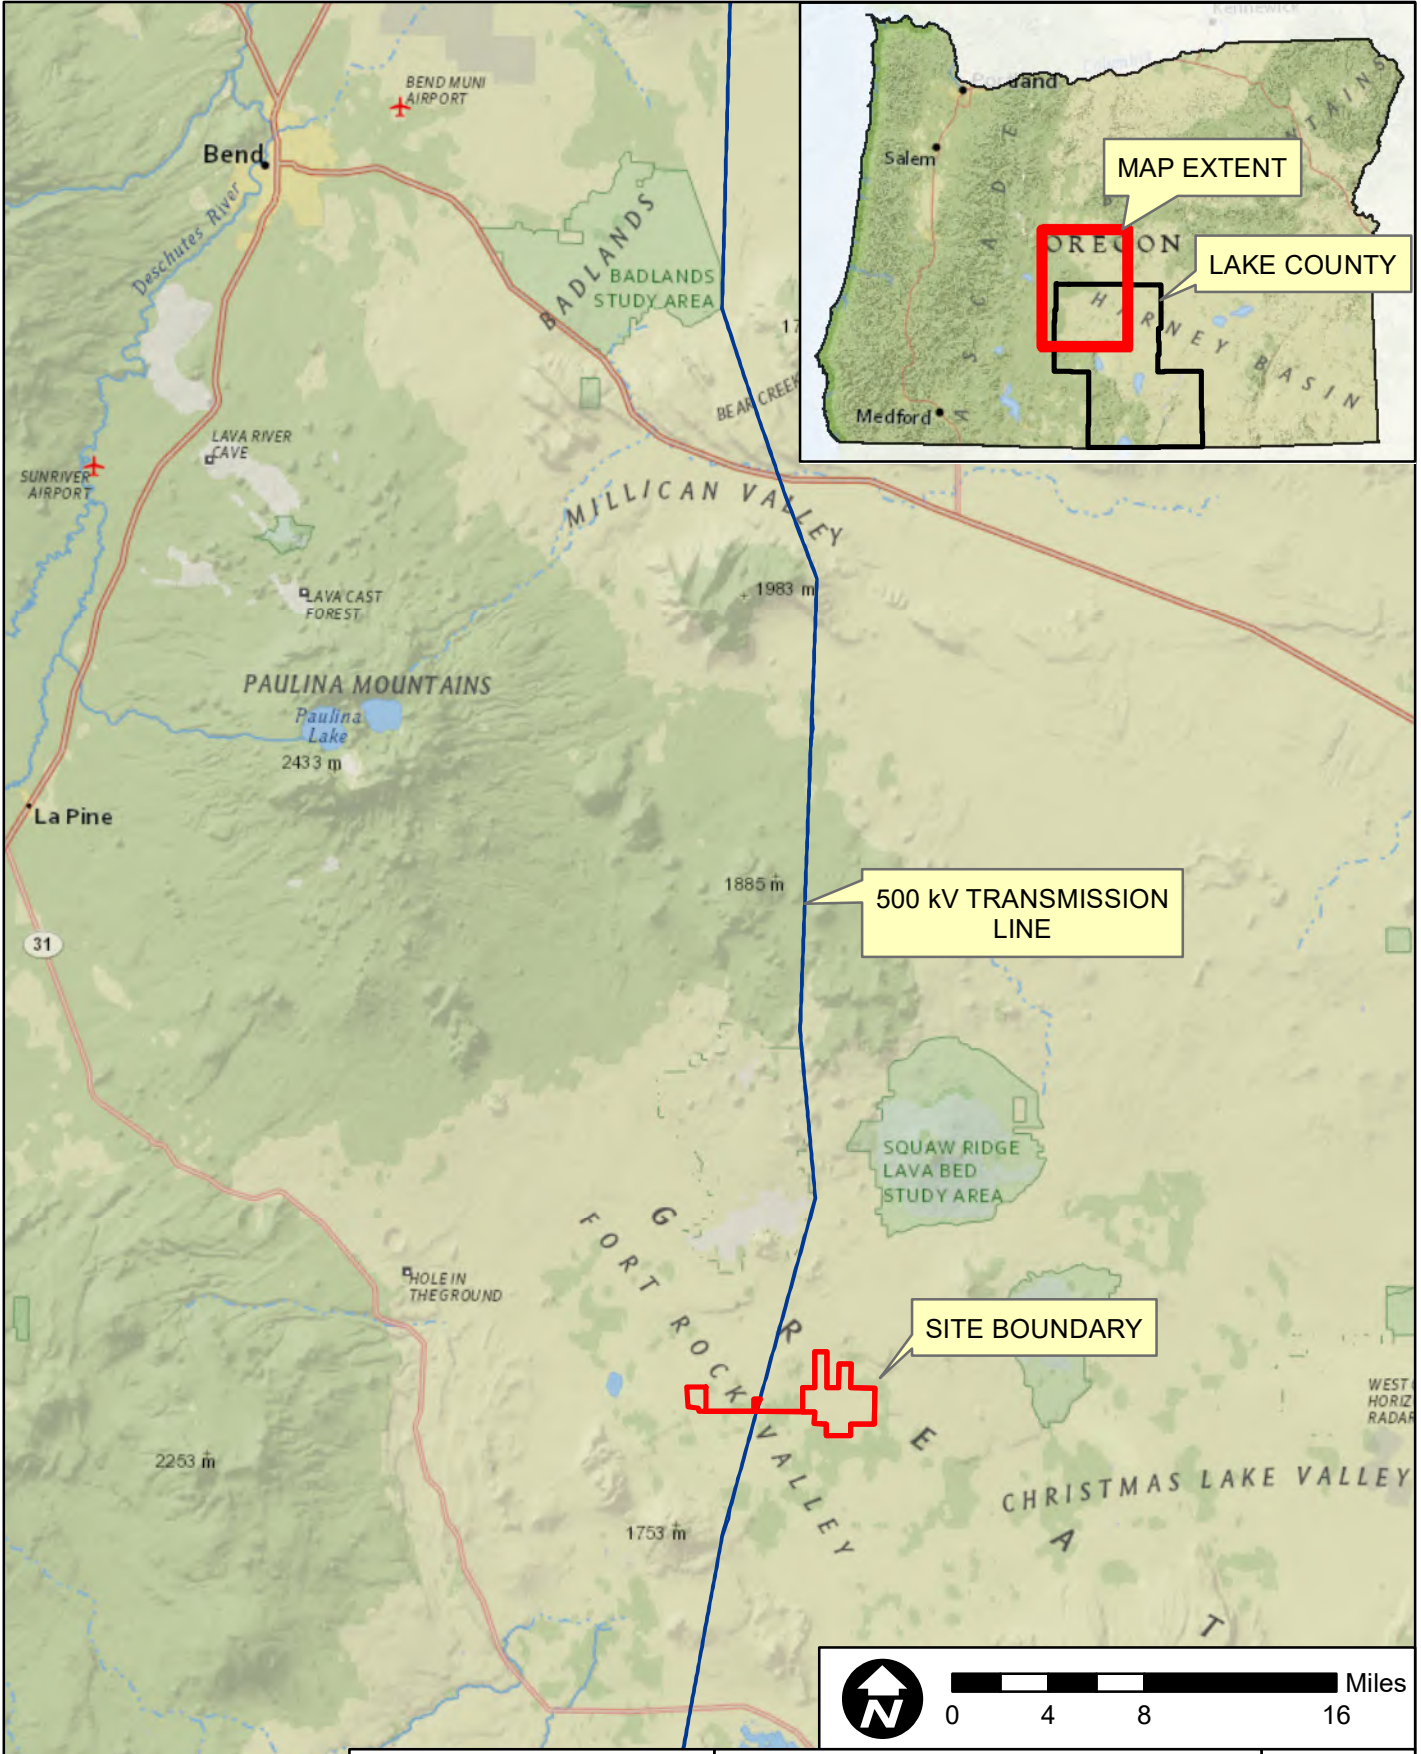 BEND MUNI
AIRPORT
Bend
Deschutes River
BADLANDS
BADLANDS
STUDY AREA
BEAR CREEK
LAVA RIVER
CAVE
SUNRIVER
AIRPORT
MILLICAN VALLEY
1983 m
LAVA CAST
FOREST
PAULINA MOUNTAINS
Paulina
Lake
2433 m
La Pine
1885 m
500 kV TRANSMISSION
LINE
31
SQUAW RIDGE
LAVA BED
STUDY AREA
G R E A T
FORT ROCK VALLEY
HOLE IN
THE GROUND
SITE BOUNDARY
WEST
HORIZ
RADAR
2253 m
CHRISTMAS LAKE VALLEY
1753 m
Kennewick
Portland
Salem
CASCADE
MAP EXTENT
OREGON
LAKE COUNTY
HARNEY BASIN
Medford
N
Miles
0 4 8 16